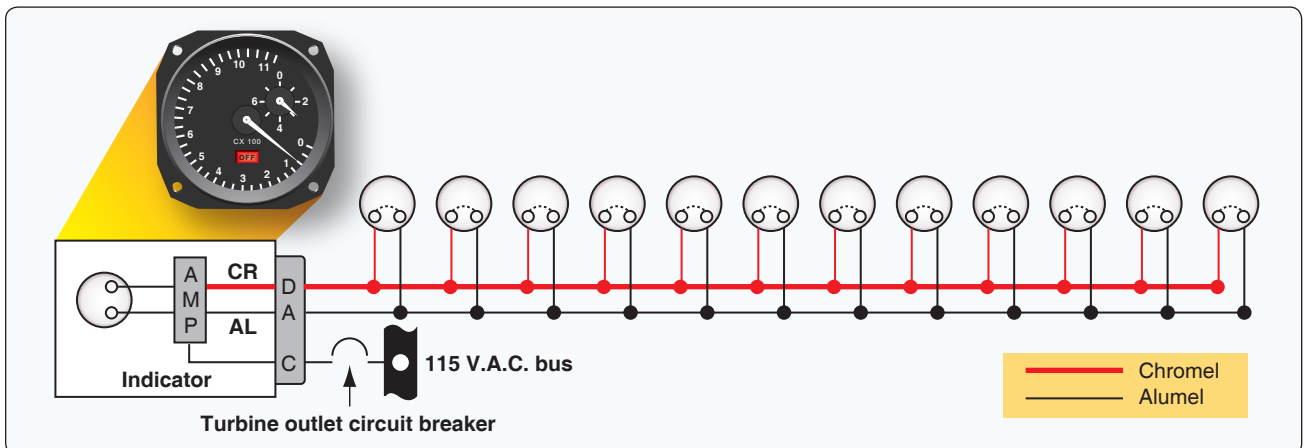 11
10
0
9
8
6
2
7
4
6
CX 100
0
OFF
5
1
4
3
2
A
M
P
CR
AL
D
A
C
115 V.A.C. bus
Indicator
Turbine outlet circuit breaker
Chromel
Alumel